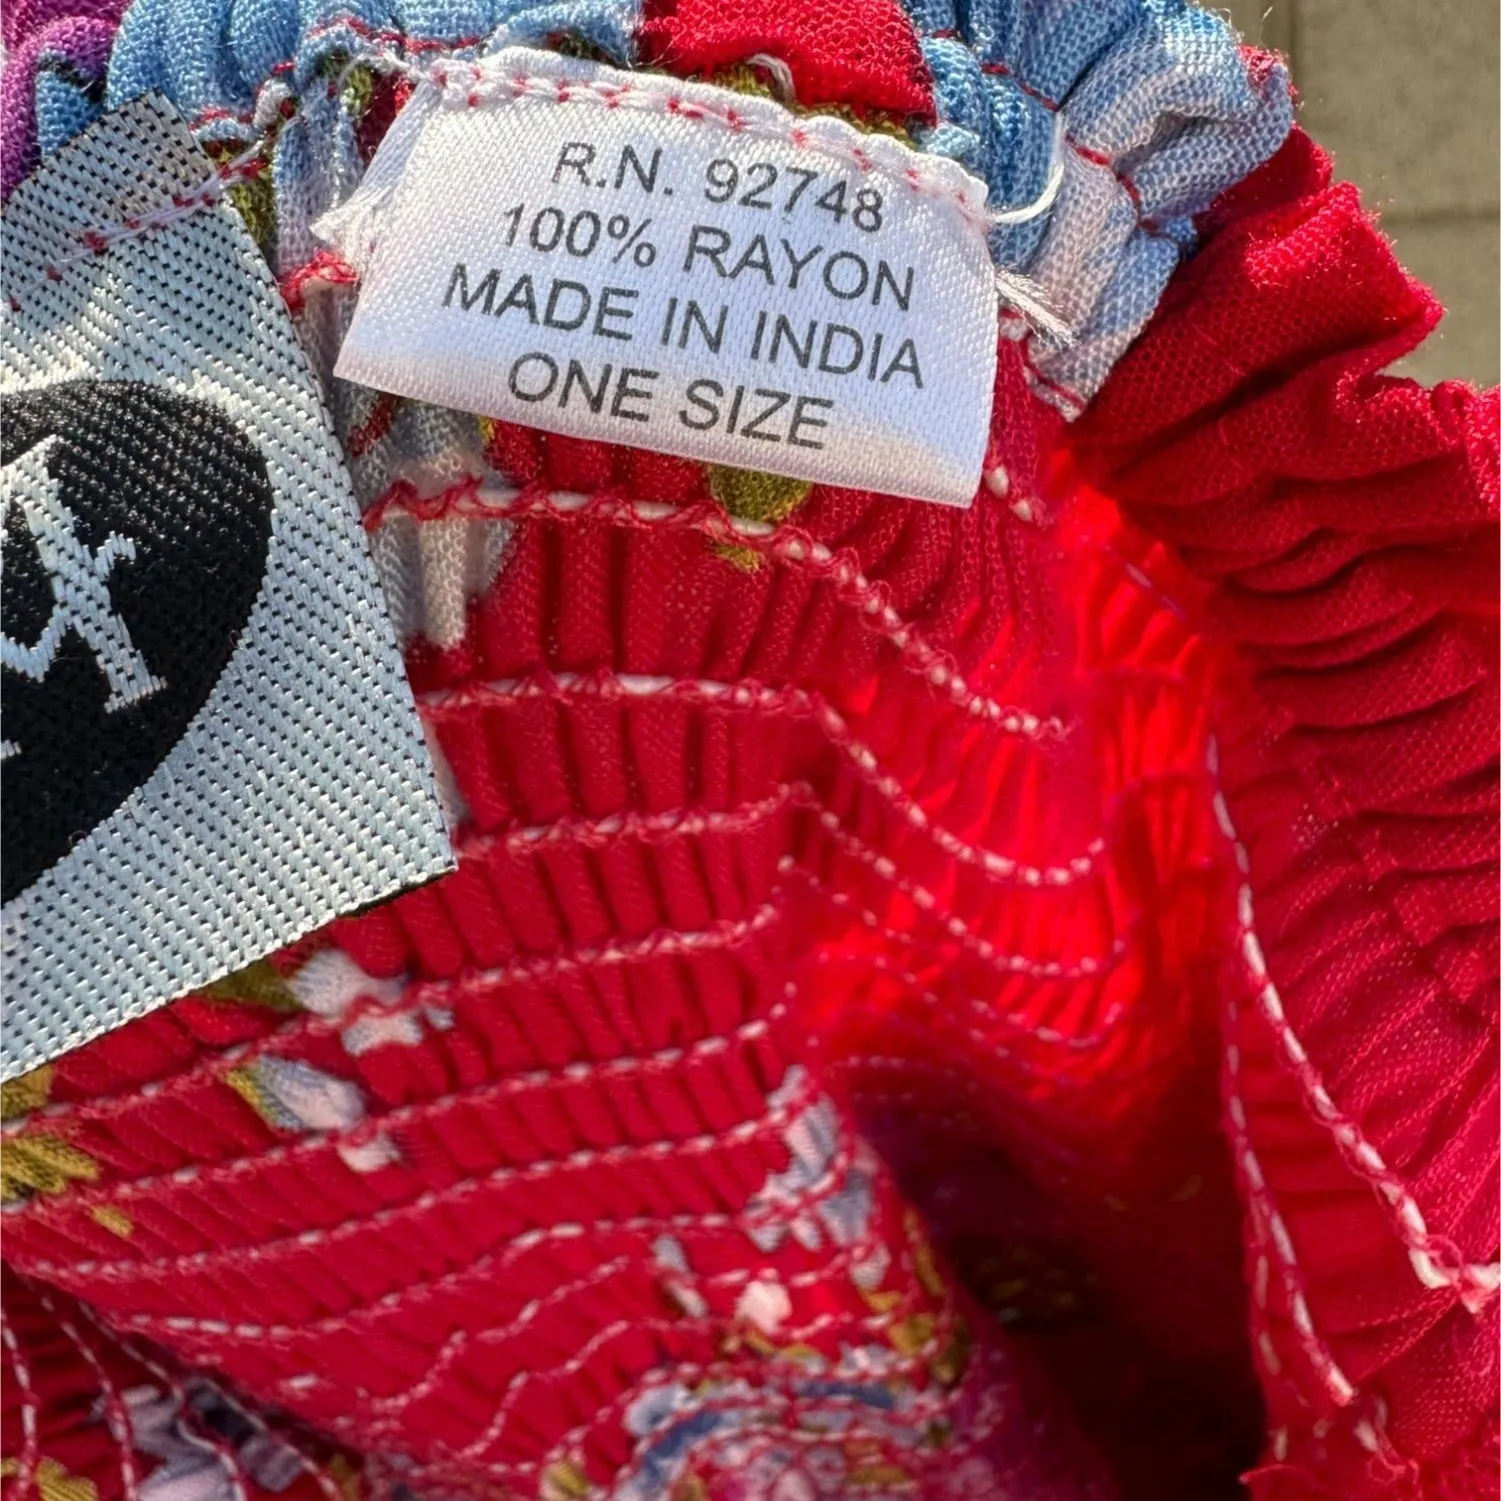 R.N. 92748
100% RAYON
MADE IN INDIA
ONE SIZE